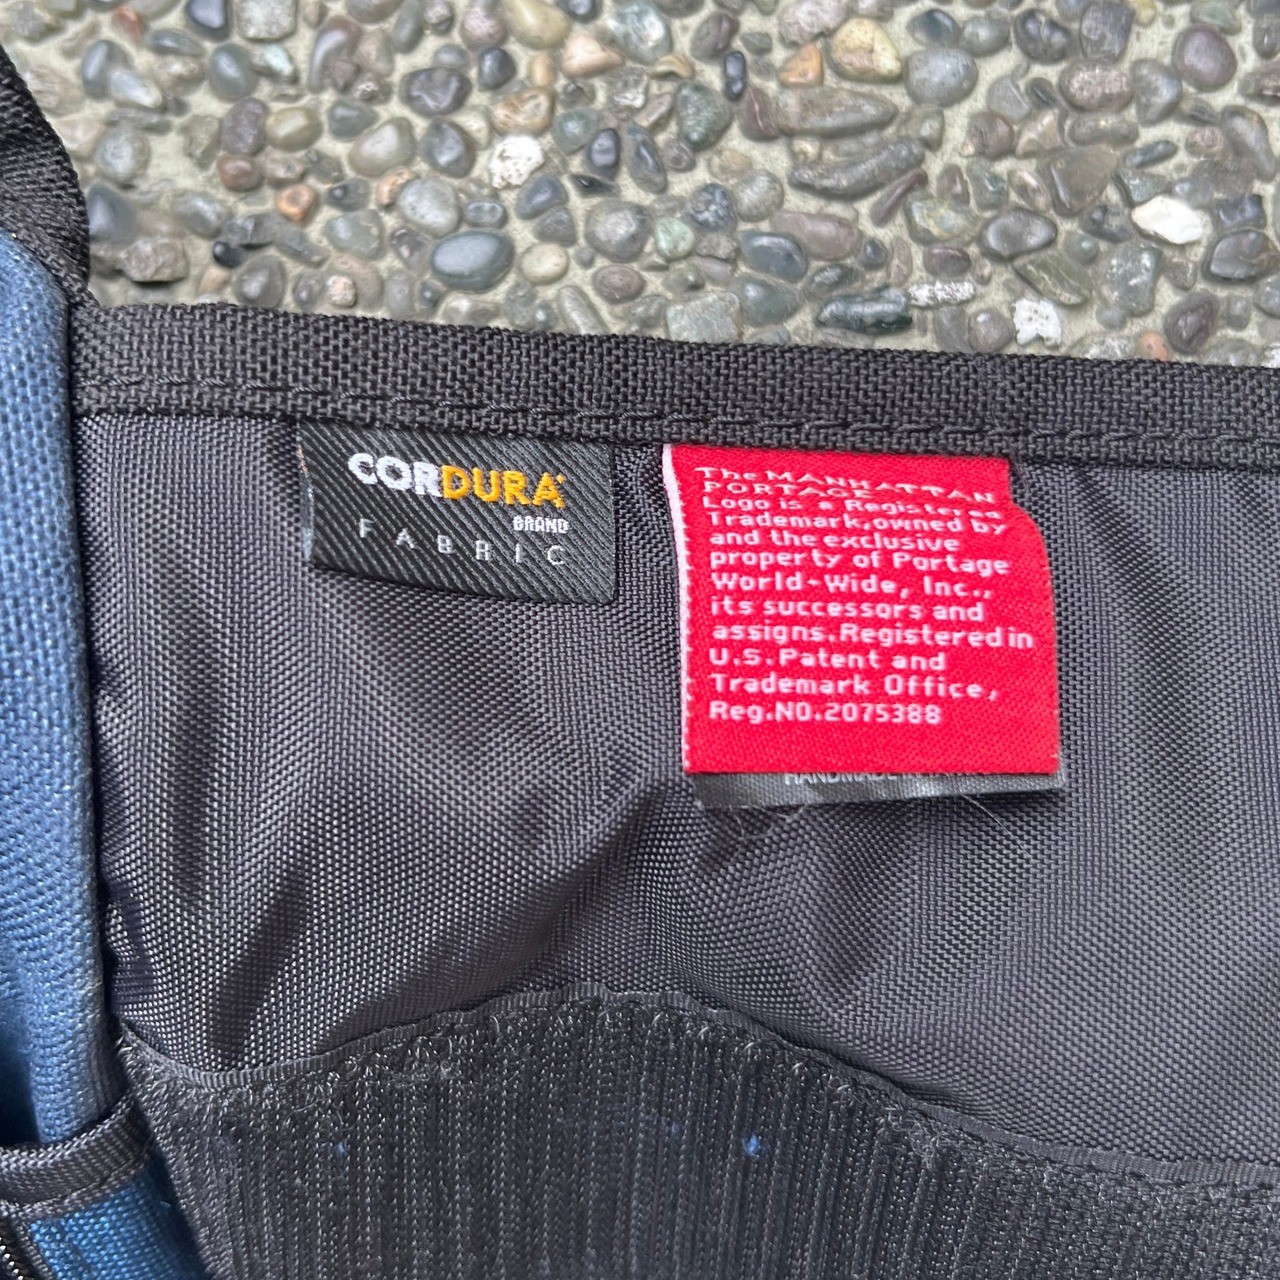 CORDURA
BRAND
FABRIC
The MANHATTAN
PORTAGE
Logo is a Registered
Trademark,owned by
and the exclusive
property of Portage
World-Wide, Inc.,
its successors and
assigns.Registered in
U.S.Patent and
Trademark Office,
Reg.NO.2075388
HANDMADE